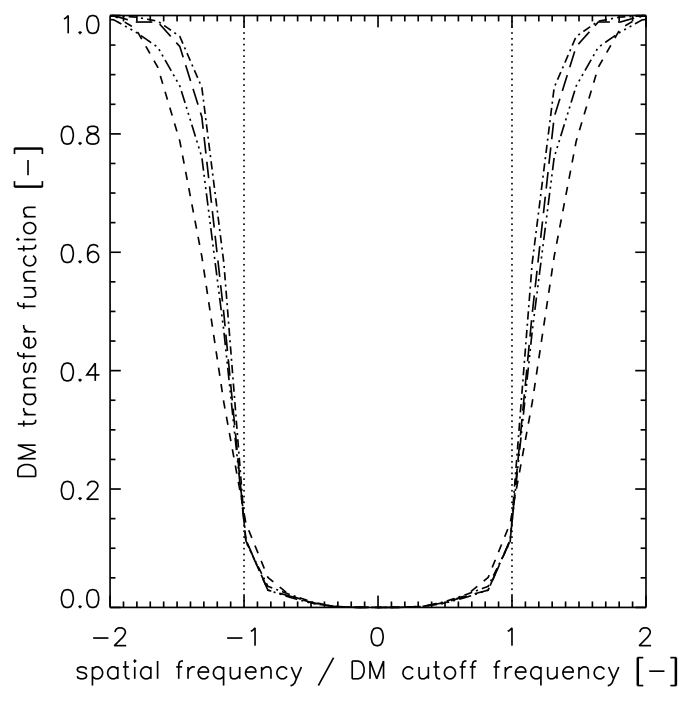 1.0
0.8
0.6
0.4
0.2
0.0
DM transfer function [−]
−2 −1 0 1 2
spatial frequency / DM cutoff frequency [−]